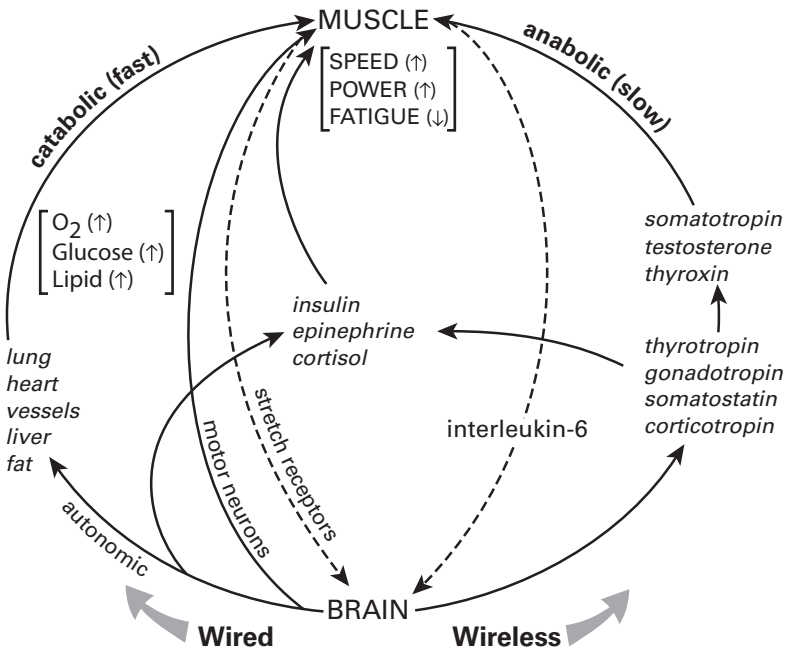 MUSCLE
SPEED (↑)
POWER (↑)
FATIGUE (↓)
catabolic (fast)
anabolic (slow)
O2 (↑)
Glucose (↑)
Lipid (↑)
somatotropin
testosterone
thyroxin
insulin
epinephrine
cortisol
lung
heart
vessels
liver
fat
thyrotropin
gonadotropin
somatostatin
corticotropin
stretch receptors
motor neurons
interleukin-6
autonomic
BRAIN
Wired
Wireless